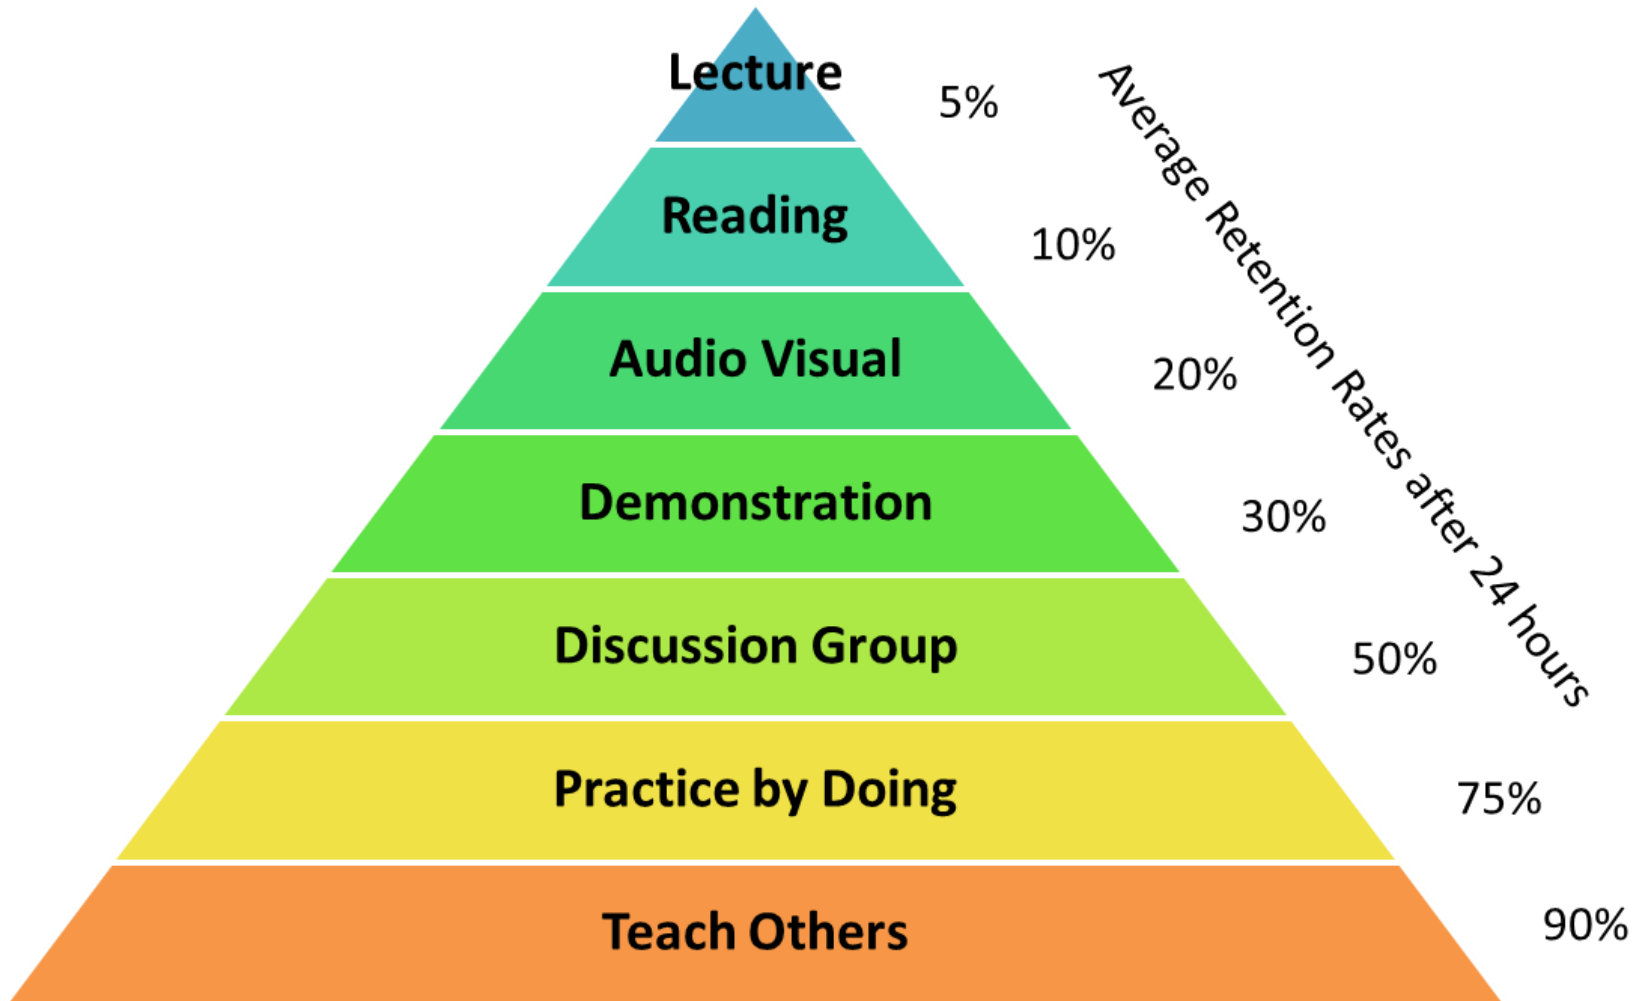 Lecture
5%
Reading
10%
Audio Visual
20%
Demonstration
30%
Discussion Group
50%
Practice by Doing
75%
Teach Others
90%
Average Retention Rates after 24 hours